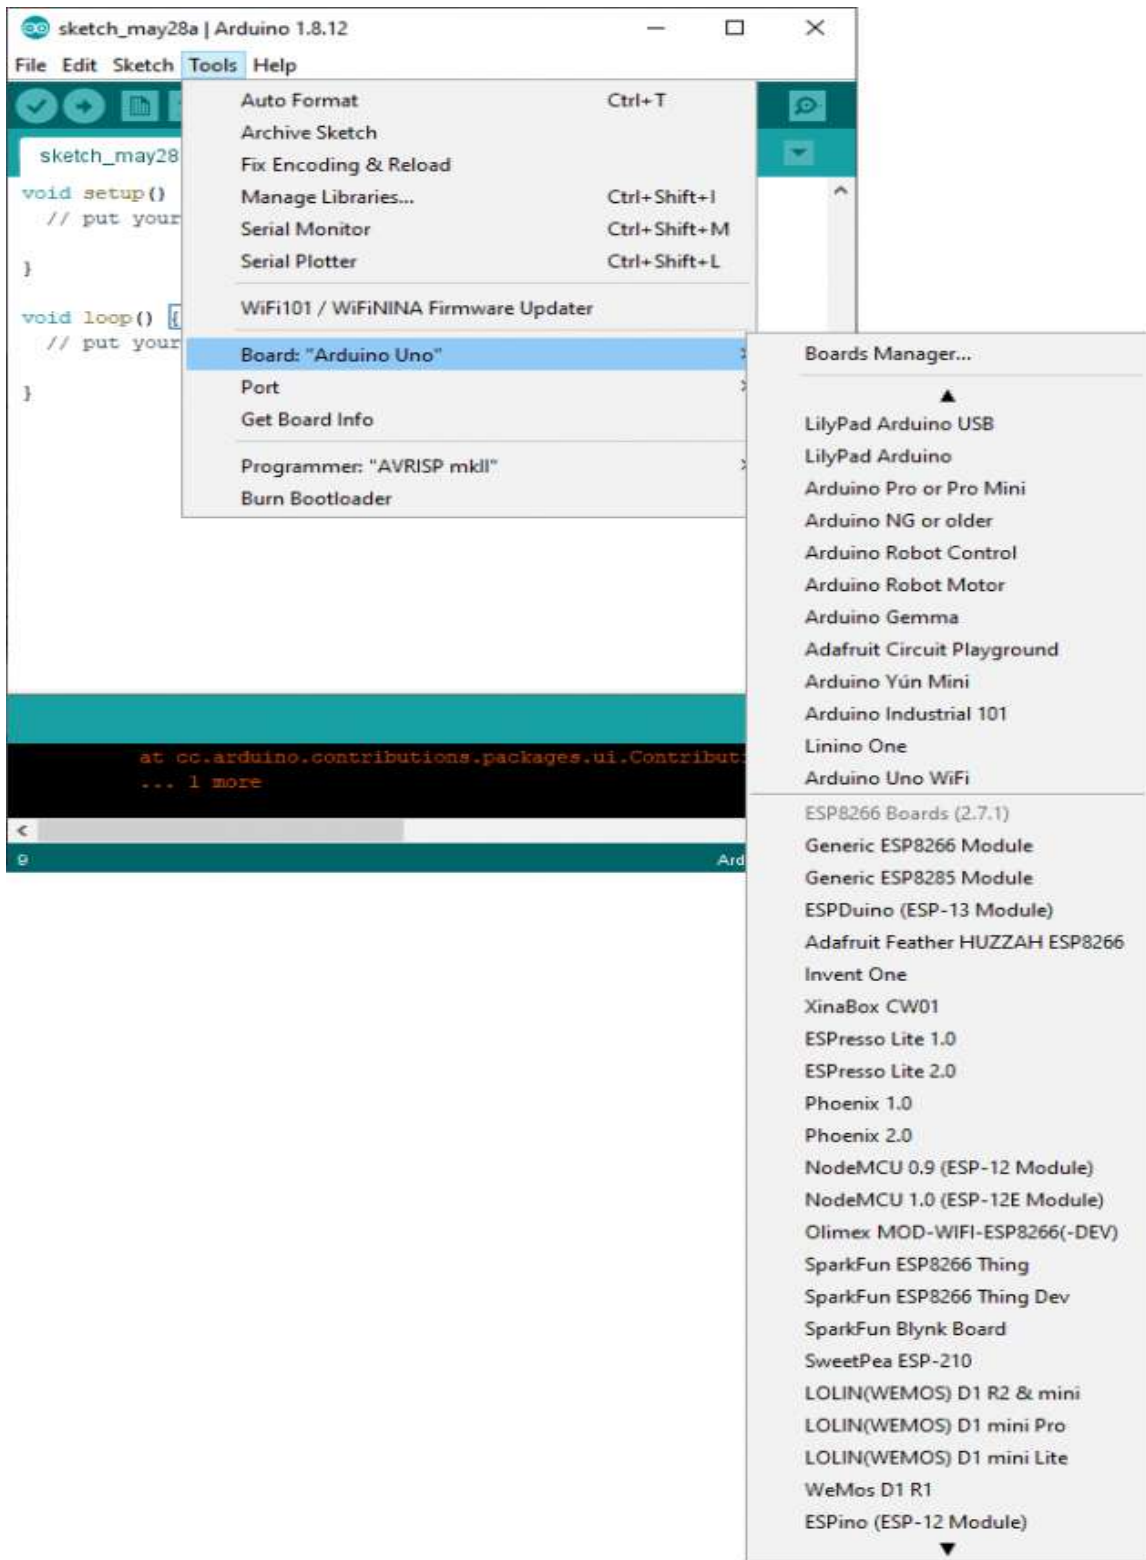 sketch_may28a | Arduino 1.8.12
File Edit Sketch Tools Help
sketch_may28
void setup()
// put your
}
void loop() {
// put your
}
Auto Format Ctrl+T
Archive Sketch
Fix Encoding & Reload
Manage Libraries... Ctrl+Shift+I
Serial Monitor Ctrl+Shift+M
Serial Plotter Ctrl+Shift+L
WiFi101 / WiFiNINA Firmware Updater
Board: "Arduino Uno"
Port
Get Board Info
Programmer: "AVRISP mkII"
Burn Bootloader
at cc.arduino.contributions.packages.ui.Contribut
... 1 more
9 Ard
Boards Manager...
LilyPad Arduino USB
LilyPad Arduino
Arduino Pro or Pro Mini
Arduino NG or older
Arduino Robot Control
Arduino Robot Motor
Arduino Gemma
Adafruit Circuit Playground
Arduino Yún Mini
Arduino Industrial 101
Linino One
Arduino Uno WiFi
ESP8266 Boards (2.7.1)
Generic ESP8266 Module
Generic ESP8285 Module
ESPDuino (ESP-13 Module)
Adafruit Feather HUZZAH ESP8266
Invent One
XinaBox CW01
ESPresso Lite 1.0
ESPresso Lite 2.0
Phoenix 1.0
Phoenix 2.0
NodeMCU 0.9 (ESP-12 Module)
NodeMCU 1.0 (ESP-12E Module)
Olimex MOD-WIFI-ESP8266(-DEV)
SparkFun ESP8266 Thing
SparkFun ESP8266 Thing Dev
SparkFun Blynk Board
SweetPea ESP-210
LOLIN(WEMOS) D1 R2 & mini
LOLIN(WEMOS) D1 mini Pro
LOLIN(WEMOS) D1 mini Lite
WeMos D1 R1
ESPino (ESP-12 Module)